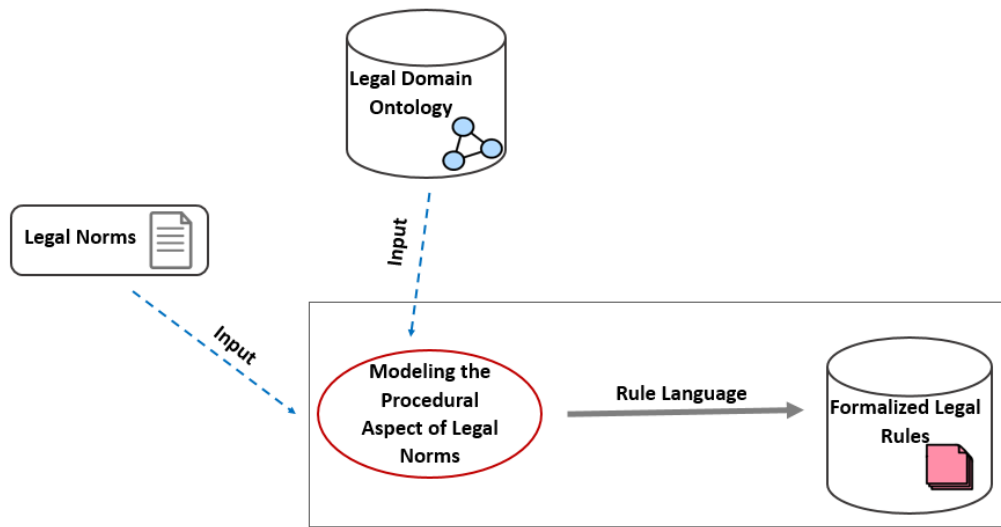 Legal Domain
Ontology
Legal Norms
Input
Input
Modeling the
Procedural
Aspect of Legal
Norms
Rule Language
Formalized Legal
Rules